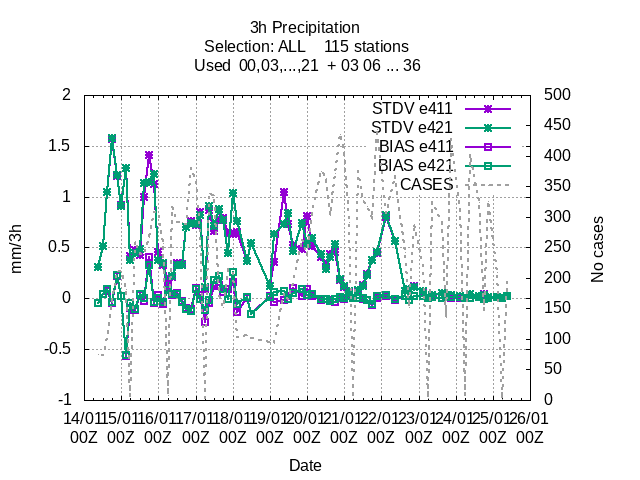 3h Precipitation
Selection: ALL    115 stations
Used  00,03,...,21  + 03 06 ... 36
STDV e411
STDV e421
BIAS e411
BIAS e421
CASES
mm/3h
2
1.5
1
0.5
0
-0.5
-1
No cases
500
450
400
350
300
250
200
150
100
50
0
14/01 15/01 16/01 17/01 18/01 19/01 20/01 21/01 22/01 23/01 24/01 25/01 26/01
00Z 00Z 00Z 00Z 00Z 00Z 00Z 00Z 00Z 00Z 00Z 00Z 00Z
Date